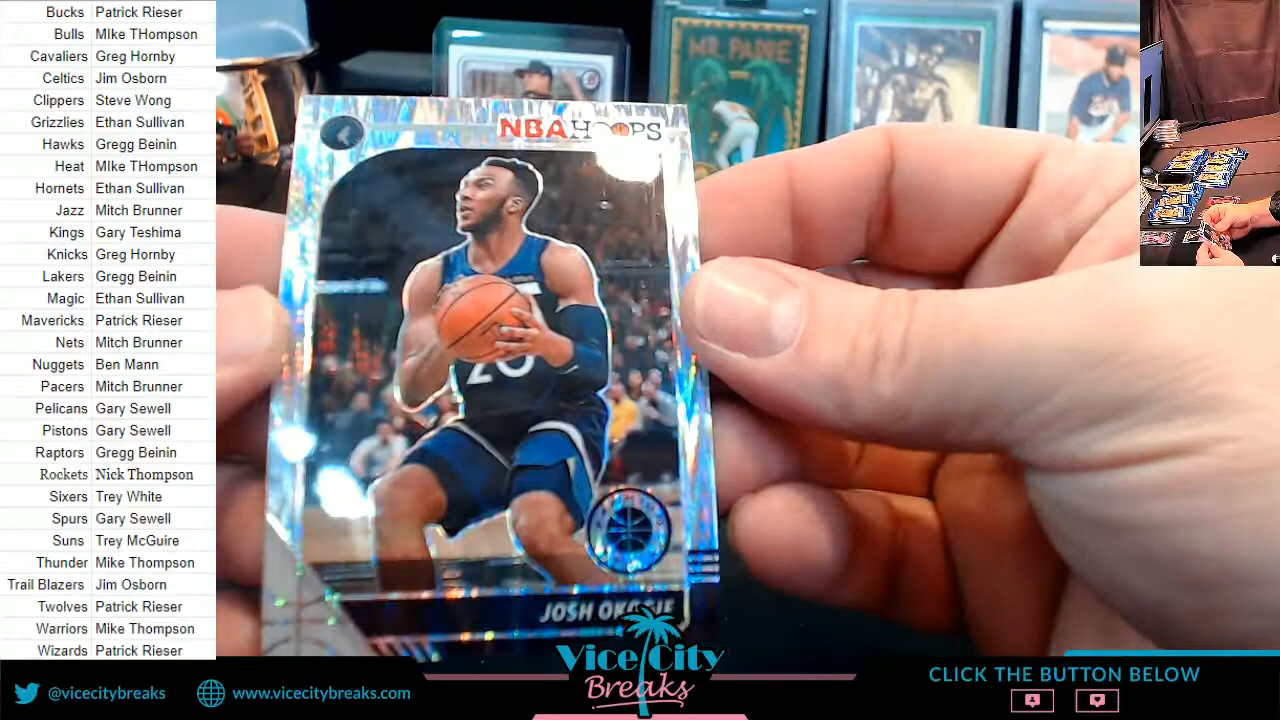 Bucks Patrick Rieser
Bulls MIke THompson
Cavaliers Greg Hornby
Celtics Jim Osborn
Clippers Steve Wong
Grizzlies Ethan Sullivan
Hawks Gregg Beinin
Heat MIke THompson
Hornets Ethan Sullivan
Jazz Mitch Brunner
Kings Gary Teshima
Knicks Greg Hornby
Lakers Gregg Beinin
Magic Ethan Sullivan
Mavericks Patrick Rieser
Nets Mitch Brunner
Nuggets Ben Mann
Pacers Mitch Brunner
Pelicans Gary Sewell
Pistons Gary Sewell
Raptors Gregg Beinin
Rockets Nick Thompson
Sixers Trey White
Spurs Gary Sewell
Suns Trey McGuire
Thunder Mike Thompson
Trail Blazers Jim Osborn
Twolves Patrick Rieser
Warriors Mike Thompson
Wizards Patrick Rieser
MR. PADRE
NBA HOOPS
20
JOSH OKOGIE
Vice City
Breaks
@vicecitybreaks
www.vicecitybreaks.com
CLICK THE BUTTON BELOW